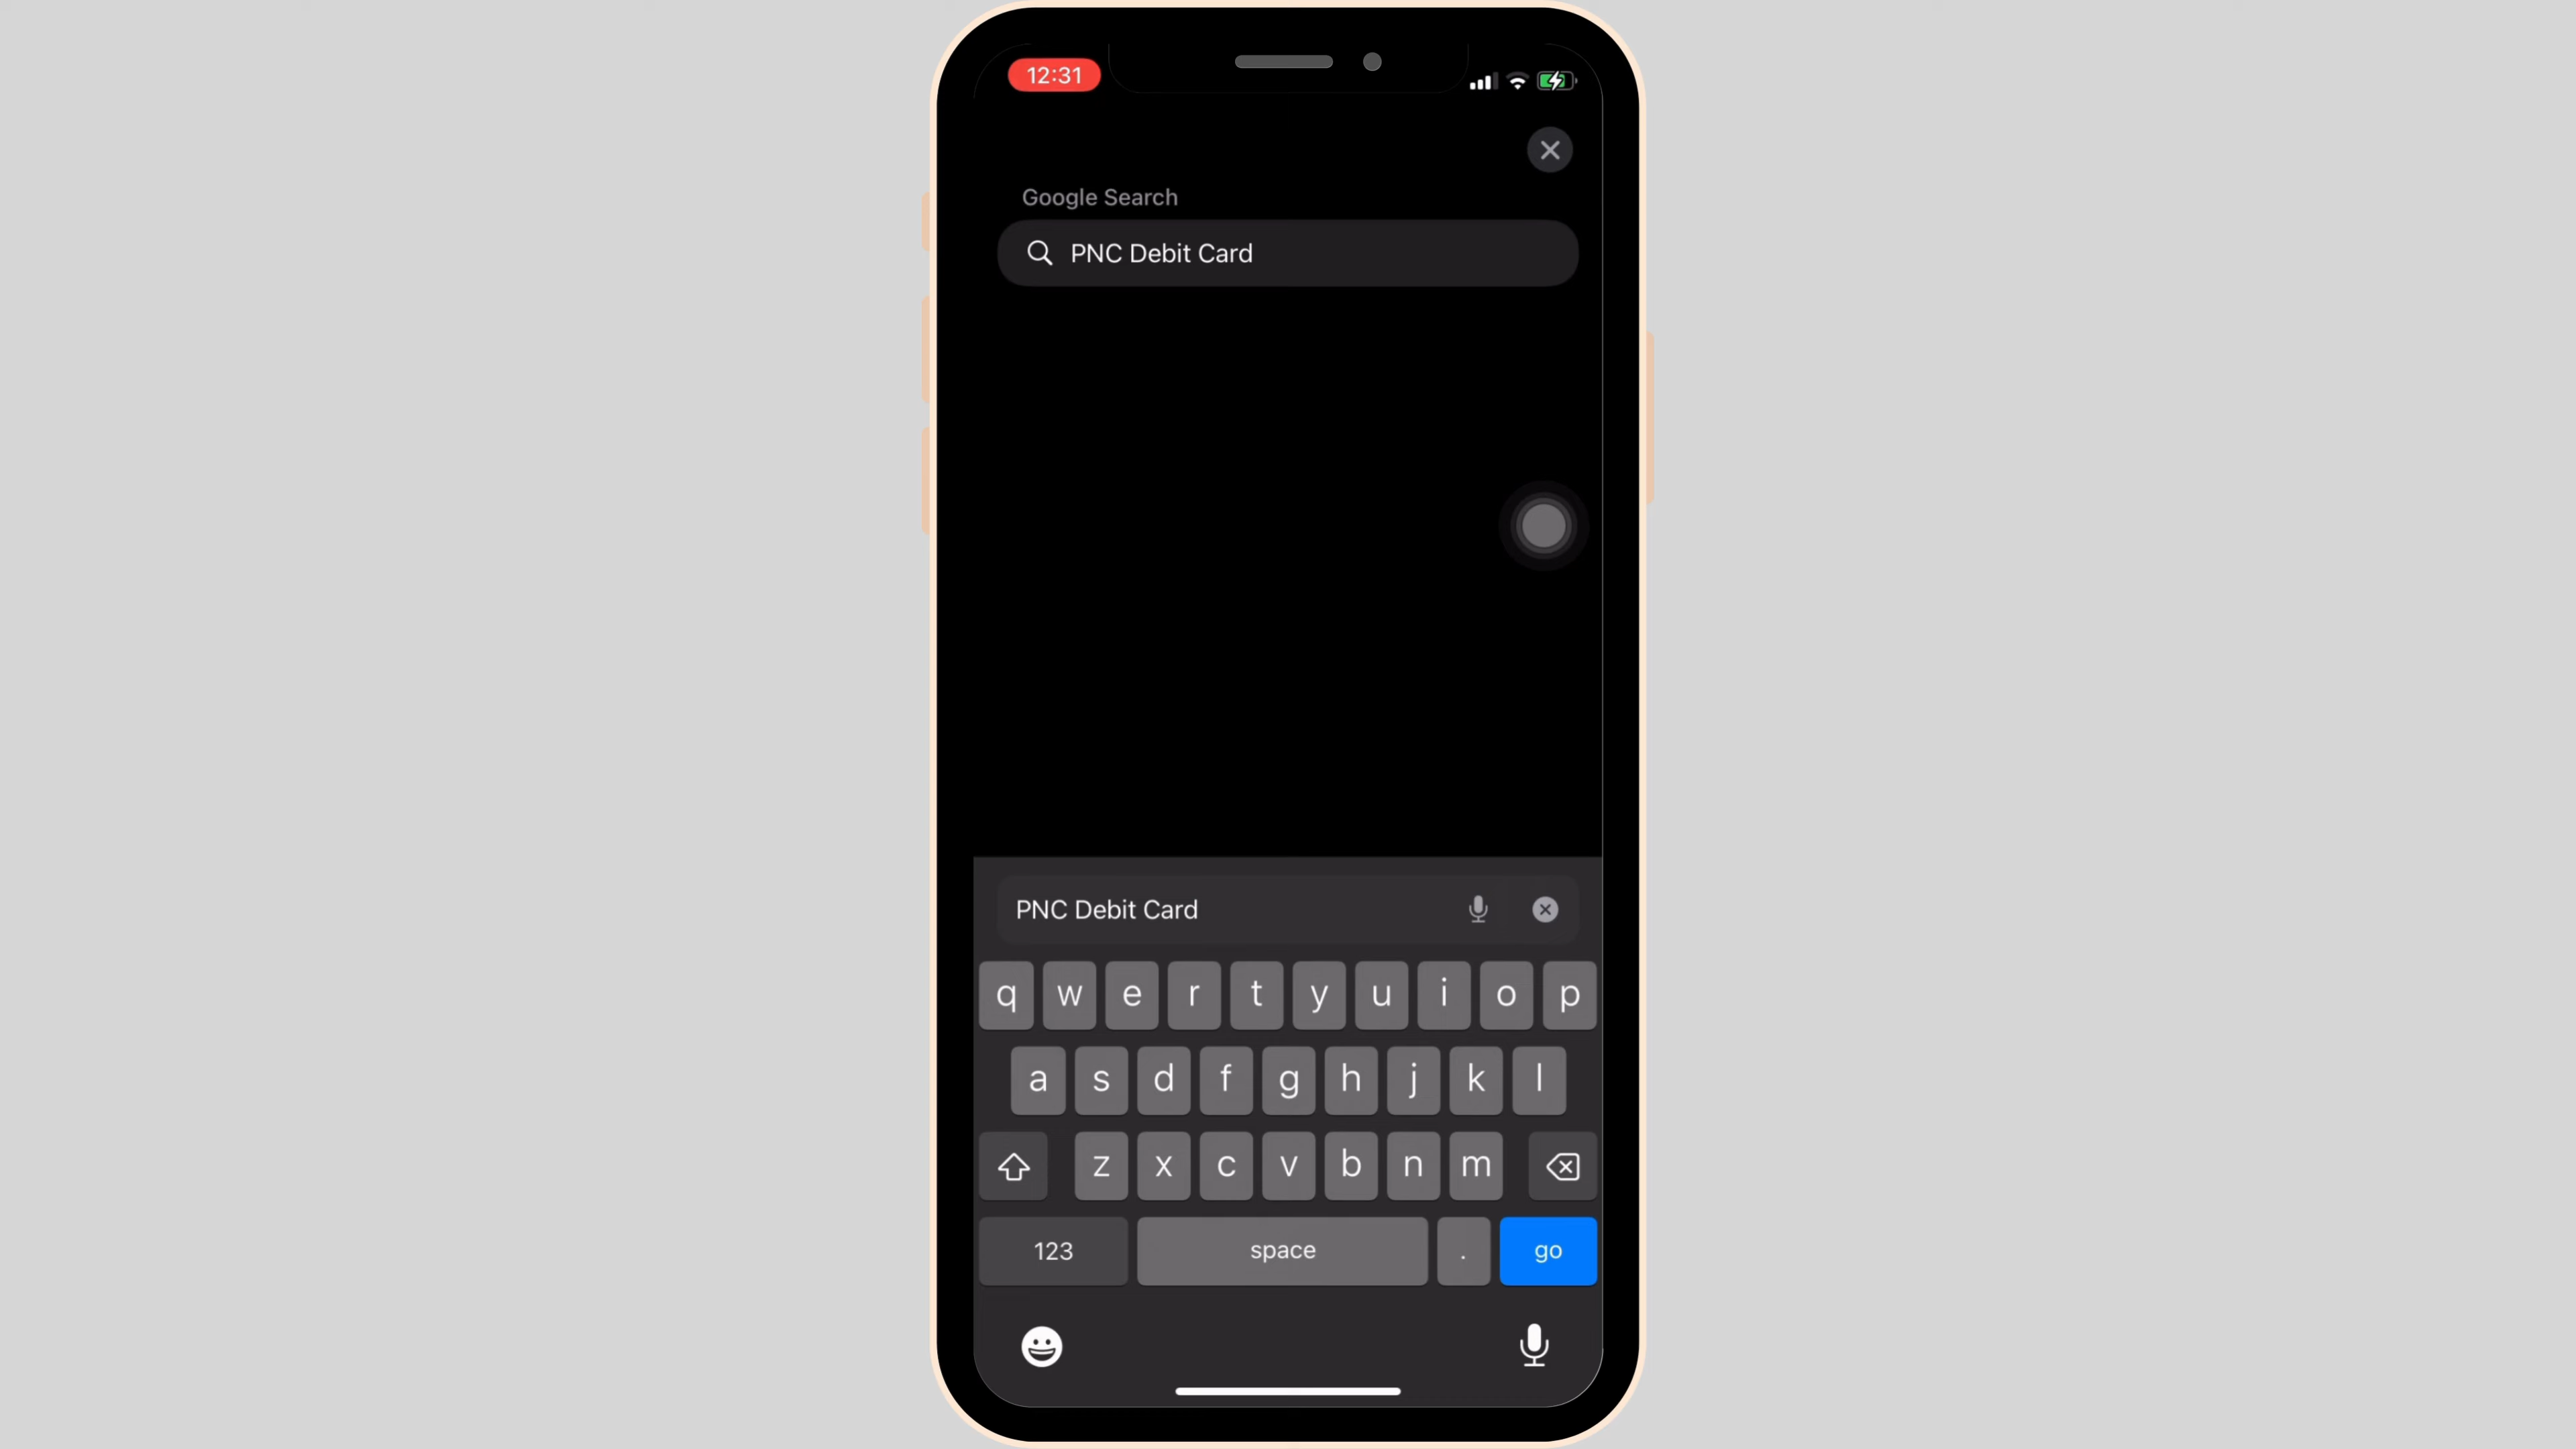 12:31
Google Search
PNC Debit Card
PNC Debit Card
q w e r t y u i o p
a s d f g h j k l
z x c v b n m
123 space . go